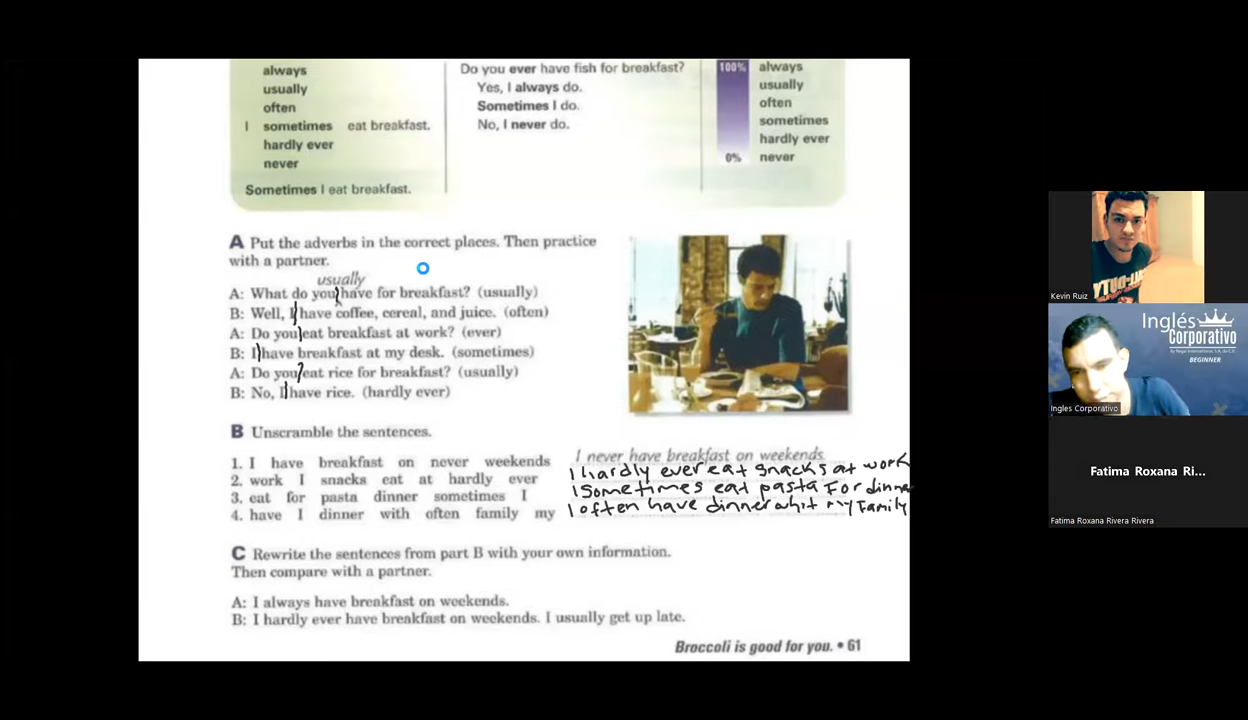 always
usually
often
I sometimes eat breakfast.
hardly ever
never
Sometimes I eat breakfast.
Do you ever have fish for breakfast?
Yes, I always do.
Sometimes I do.
No, I never do.
100% always
usually
often
sometimes
hardly ever
0% never
A Put the adverbs in the correct places. Then practice
with a partner.
usually
A: What do you have for breakfast? (usually)
B: Well, I have coffee, cereal, and juice. (often)
A: Do you eat breakfast at work? (ever)
B: I have breakfast at my desk. (sometimes)
A: Do you eat rice for breakfast? (usually)
B: No, I have rice. (hardly ever)
B Unscramble the sentences.
1. I have breakfast on never weekends
2. work I snacks eat at hardly ever
3. eat for pasta dinner sometimes I
4. have I dinner with often family my
I never have breakfast on weekends.
I hardly ever eat snacks at work
I Sometimes eat pasta For dinner
I often have dinner whit my Family
C Rewrite the sentences from part B with your own information.
Then compare with a partner.
A: I always have breakfast on weekends.
B: I hardly ever have breakfast on weekends. I usually get up late.
Broccoli is good for you. • 61
Kevin Ruiz
Inglés
Corporativo
BEGINNER
Ingles Corporativo
Fatima Roxana Ri...
Fatima Roxana Rivera Rivera